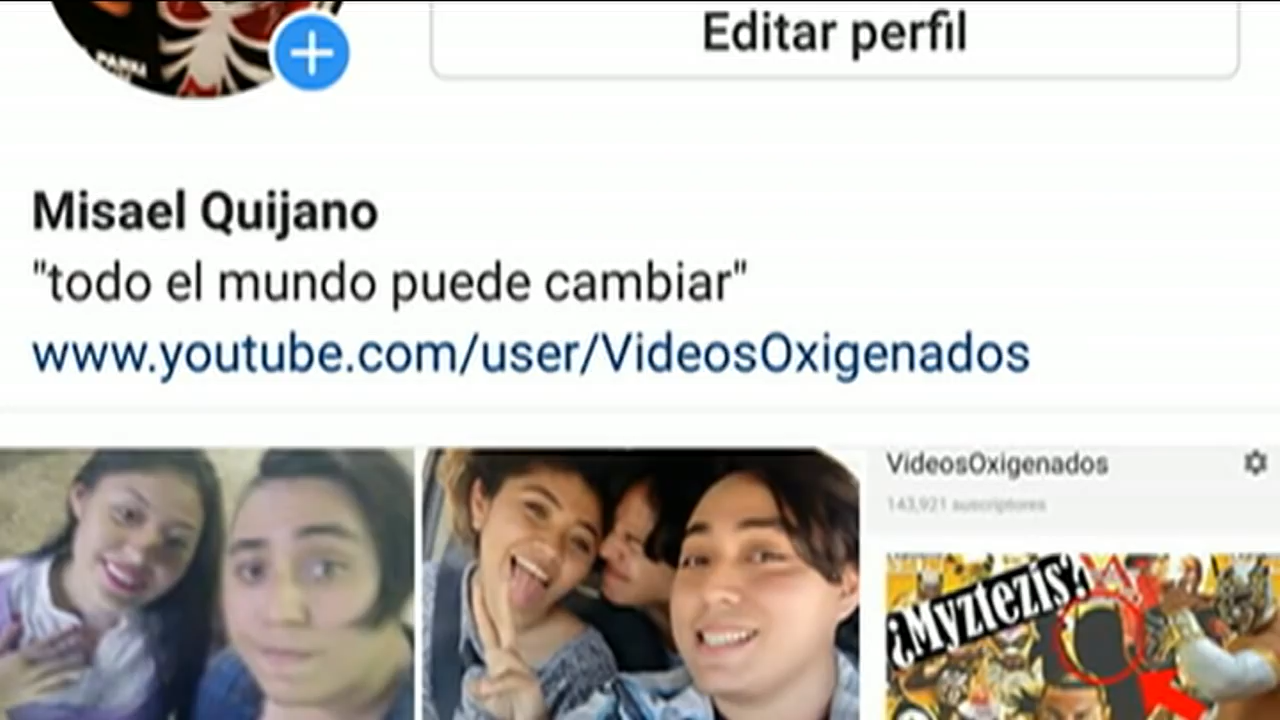 Editar perfil
Misael Quijano
"todo el mundo puede cambiar"
www.youtube.com/user/VideosOxigenados
VideosOxigenados
143,921 suscriptores
¿Myztezis?